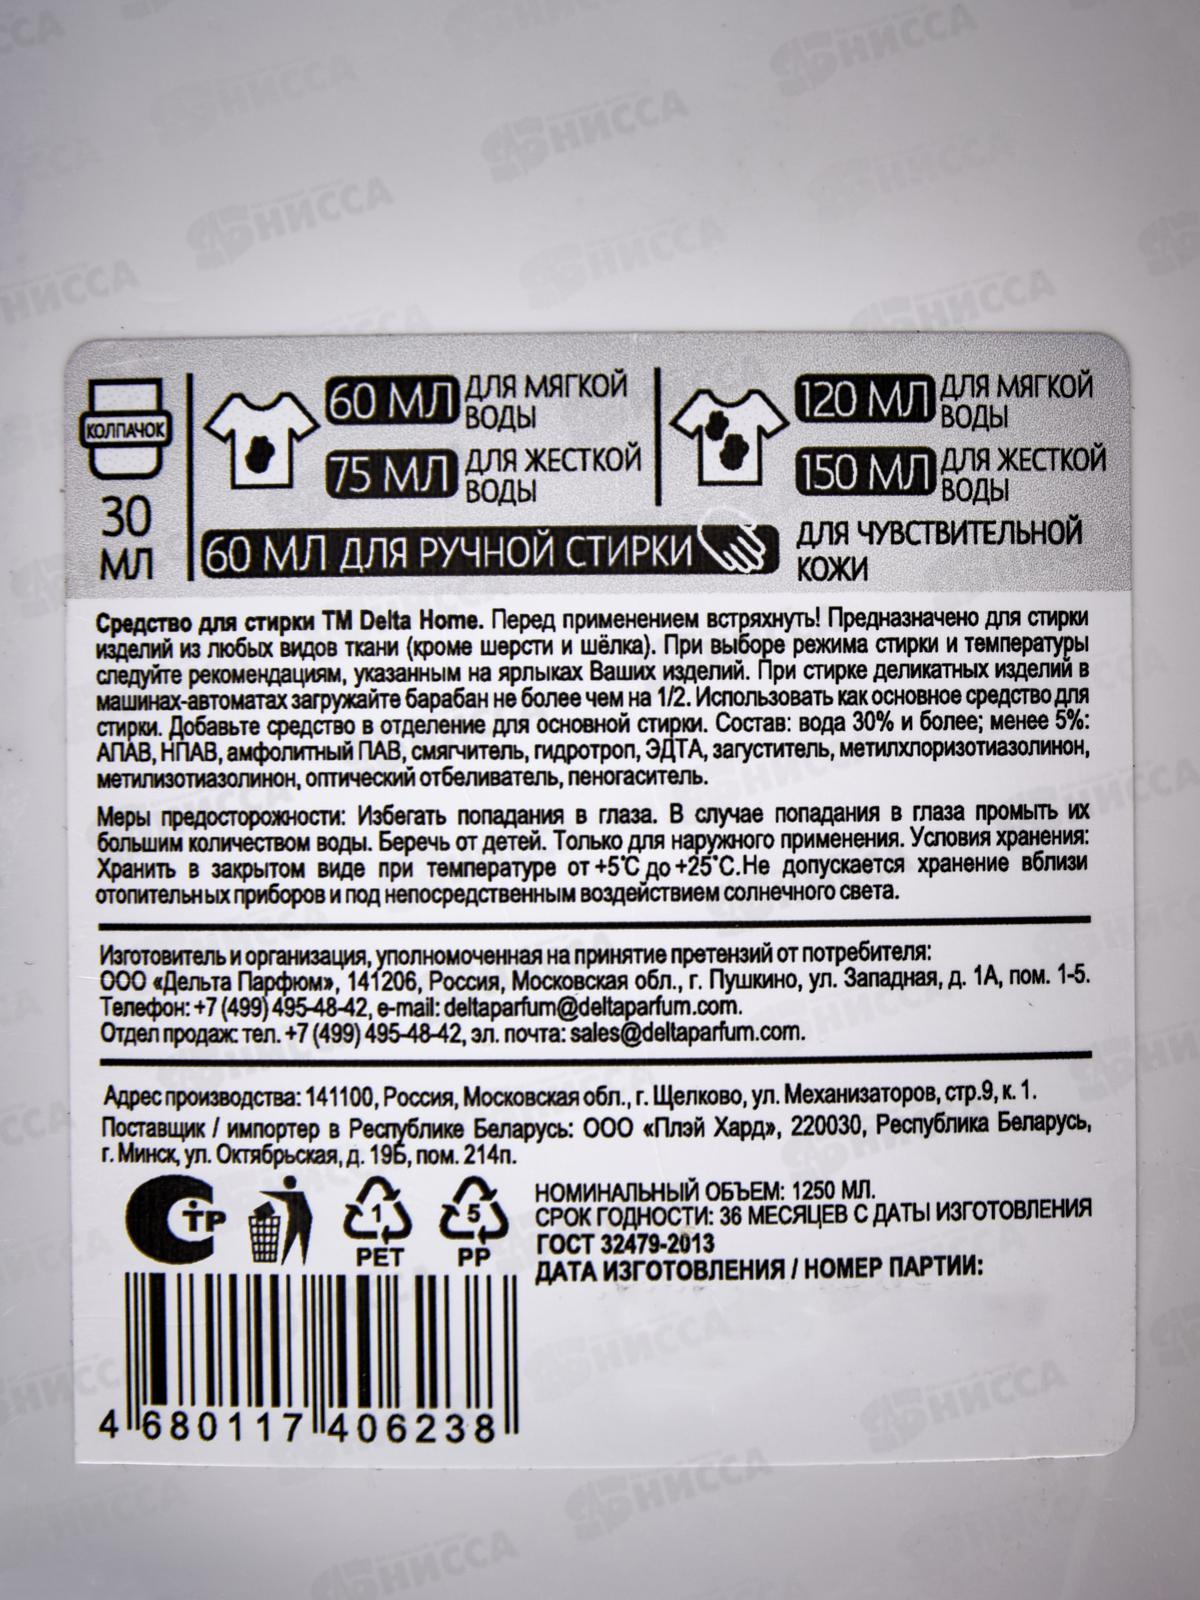 КОЛПАЧОК
30
МЛ
60 МЛ ДЛЯ МЯГКОЙ ВОДЫ
75 МЛ ДЛЯ ЖЕСТКОЙ ВОДЫ
120 МЛ ДЛЯ МЯГКОЙ ВОДЫ
150 МЛ ДЛЯ ЖЕСТКОЙ ВОДЫ
60 МЛ ДЛЯ РУЧНОЙ СТИРКИ
ДЛЯ ЧУВСТВИТЕЛЬНОЙ
КОЖИ
Средство для стирки ТМ Delta Home. Перед применением встряхнуть! Предназначено для стирки
изделий из любых видов ткани (кроме шерсти и шёлка). При выборе режима стирки и температуры
следуйте рекомендациям, указанным на ярлыках Ваших изделий. При стирке деликатных изделий в
машинах-автоматах загружайте барабан не более чем на 1/2. Использовать как основное средство для
стирки. Добавьте средство в отделение для основной стирки. Состав: вода 30% и более; менее 5%:
АПАВ, НПАВ, амфолитный ПАВ, смягчитель, гидротроп, ЭДТА, загуститель, метилхлоризотиазолинон,
метилизотиазолинон, оптический отбеливатель, пеногаситель.
Меры предосторожности: Избегать попадания в глаза. В случае попадания в глаза промыть их
большим количеством воды. Беречь от детей. Только для наружного применения. Условия хранения:
Хранить в закрытом виде при температуре от +5°C до +25°C. Не допускается хранение вблизи
отопительных приборов и под непосредственным воздействием солнечного света.
Изготовитель и организация, уполномоченная на принятие претензий от потребителя:
ООО «Дельта Парфюм», 141206, Россия, Московская обл., г. Пушкино, ул. Западная, д. 1А, пом. 1-5.
Телефон: +7 (499) 495-48-42, e-mail: deltaparfum@deltaparfum.com.
Отдел продаж: тел. +7 (499) 495-48-42, эл. почта: sales@deltaparfum.com.
Адрес производства: 141100, Россия, Московская обл., г. Щелково, ул. Механизаторов, стр.9, к. 1.
Поставщик / импортер в Республике Беларусь: ООО «Плэй Хард», 220030, Республика Беларусь,
г. Минск, ул. Октябрьская, д. 19Б, пом. 214п.
СТР
1
PET
5
PP
НОМИНАЛЬНЫЙ ОБЪЕМ: 1250 МЛ.
СРОК ГОДНОСТИ: 36 МЕСЯЦЕВ С ДАТЫ ИЗГОТОВЛЕНИЯ
ГОСТ 32479-2013
ДАТА ИЗГОТОВЛЕНИЯ / НОМЕР ПАРТИИ:
4 680117 406238
НИССА